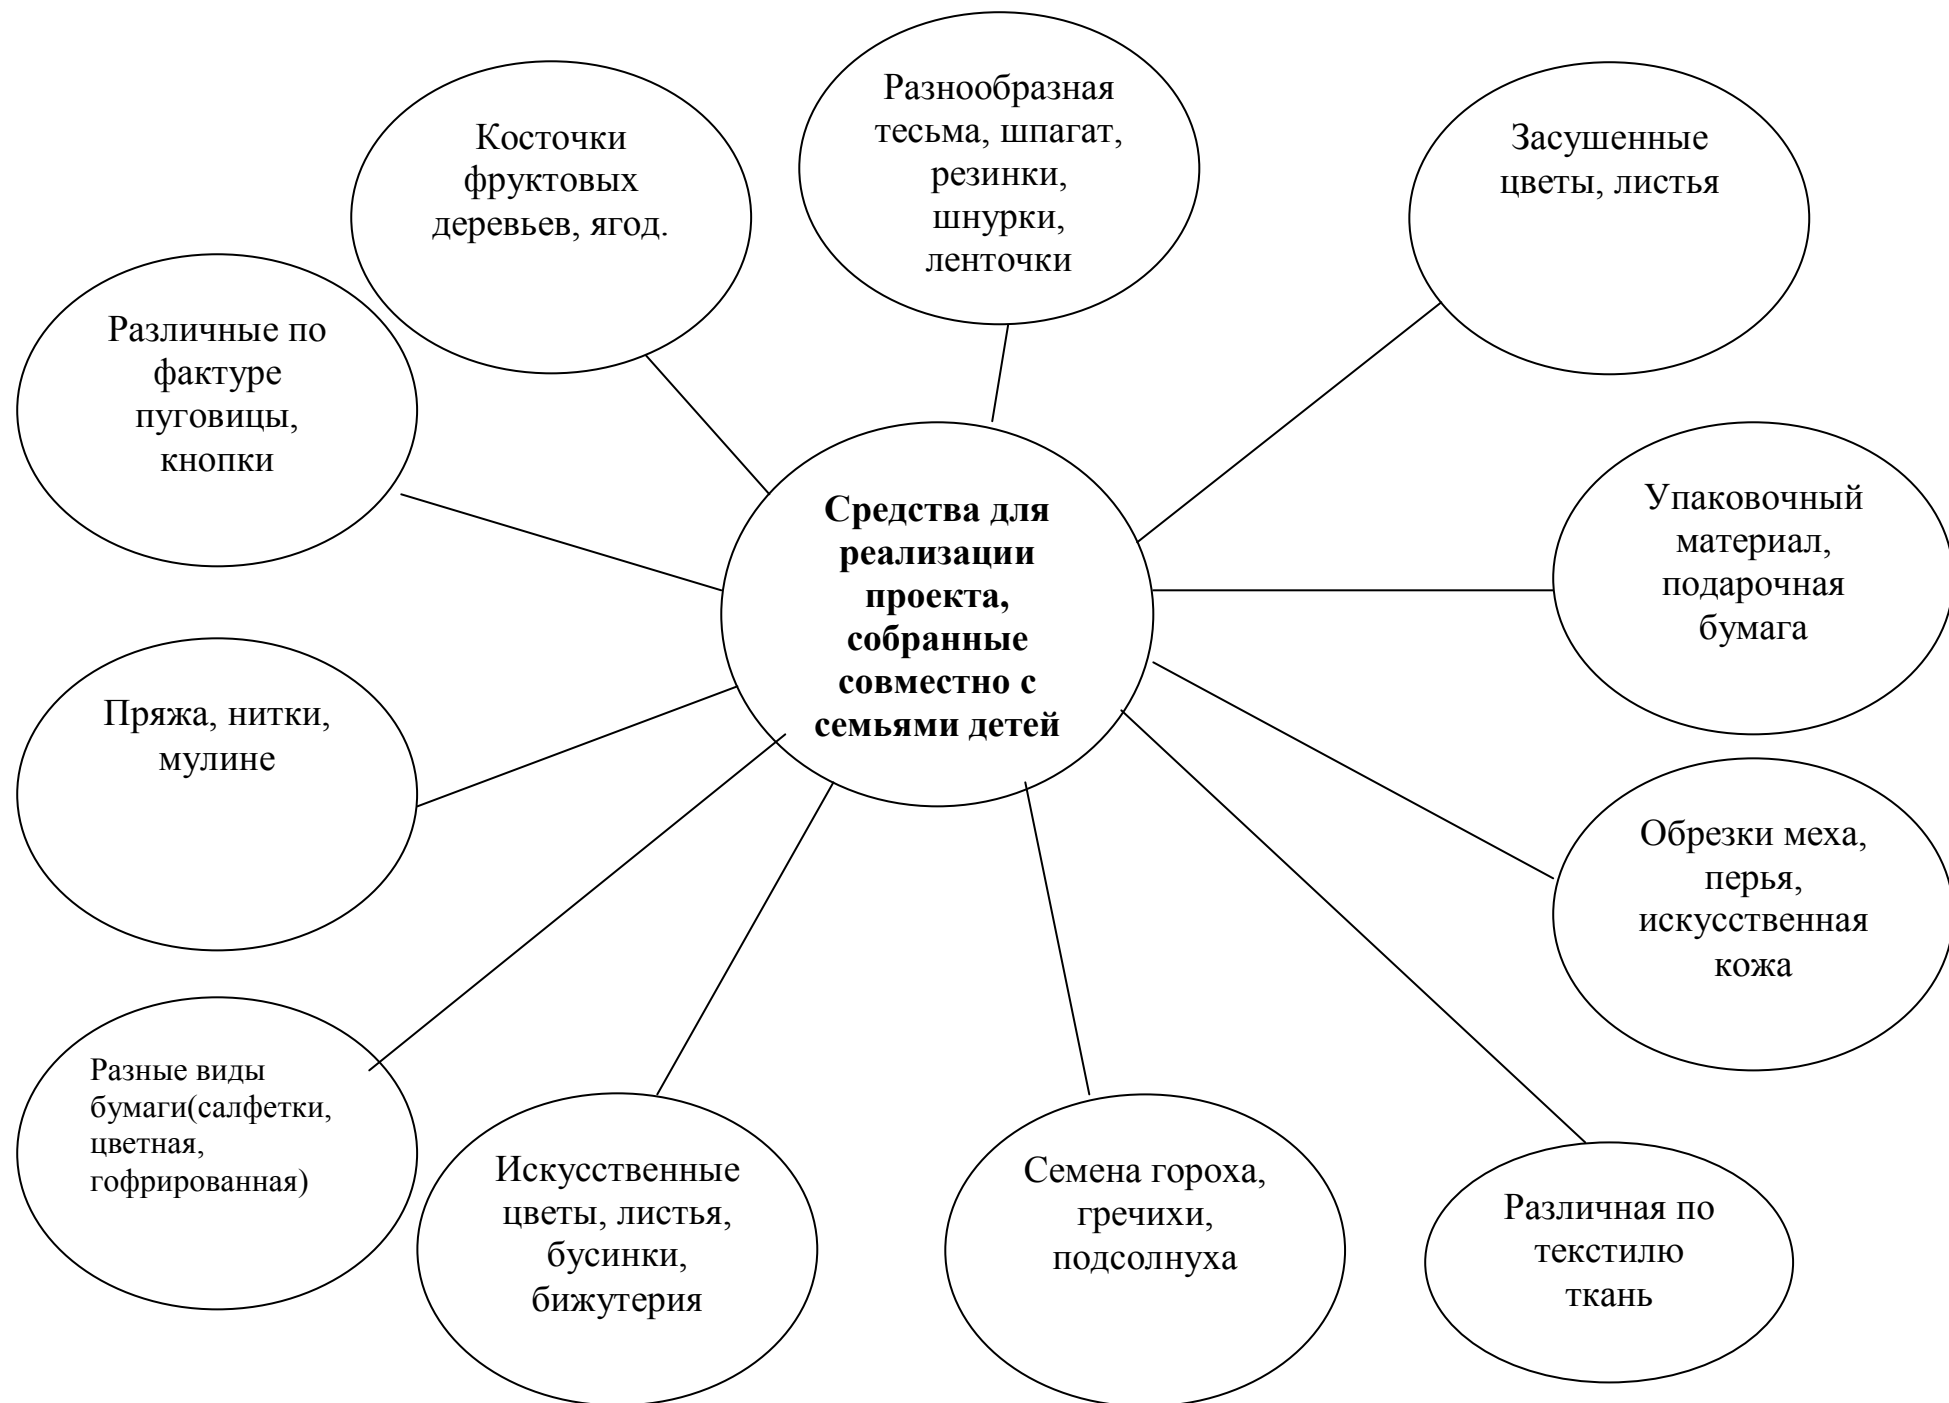 Разнообразная
тесьма, шпагат,
резинки,
шнурки,
ленточки
Косточки
фруктовых
деревьев, ягод.
Засушенные
цветы, листья
Различные по
фактуре
пуговицы,
кнопки
Средства для
реализации
проекта,
собранные
совместно с
семьями детей
Упаковочный
материал,
подарочная
бумага
Пряжа, нитки,
мулине
Обрезки меха,
перья,
искусственная
кожа
Разные виды
бумаги(салфетки,
цветная,
гофрированная)
Искусственные
цветы, листья,
бусинки,
бижутерия
Семена гороха,
гречихи,
подсолнуха
Различная по
текстилю
ткань